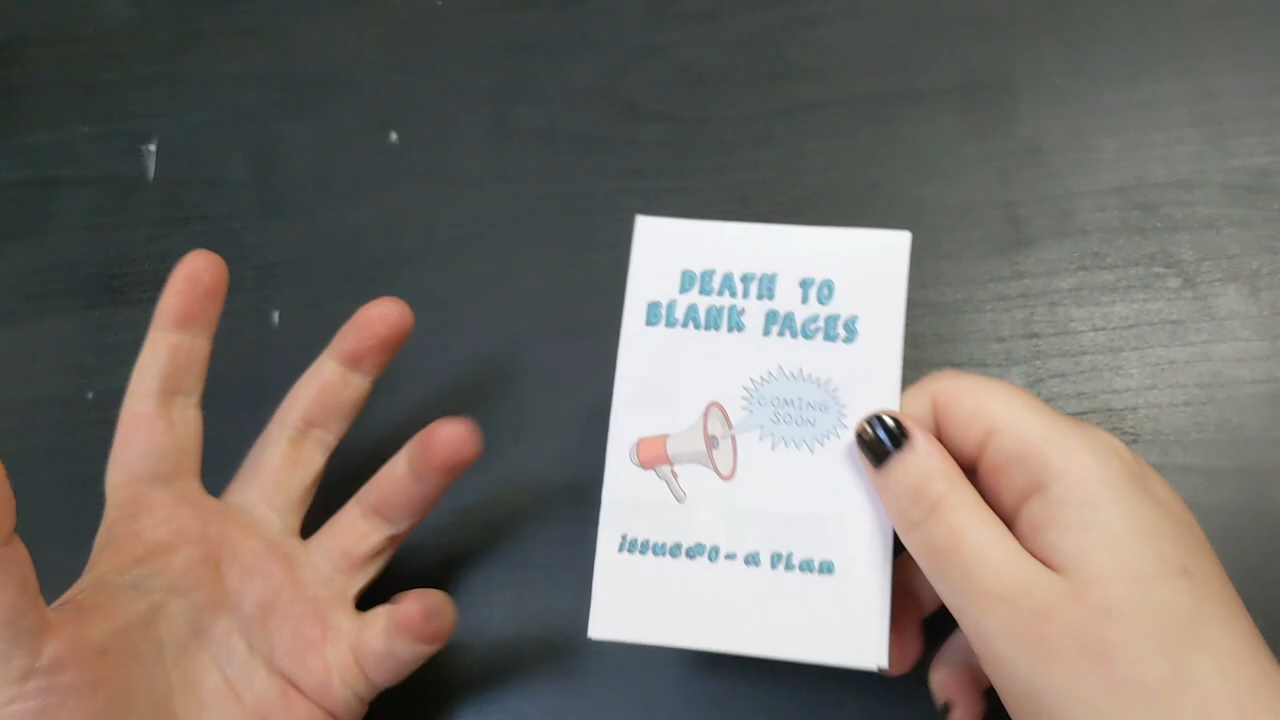 DEATH TO
BLANK PAGES
COMING
SOON
issue#0 - a Plan